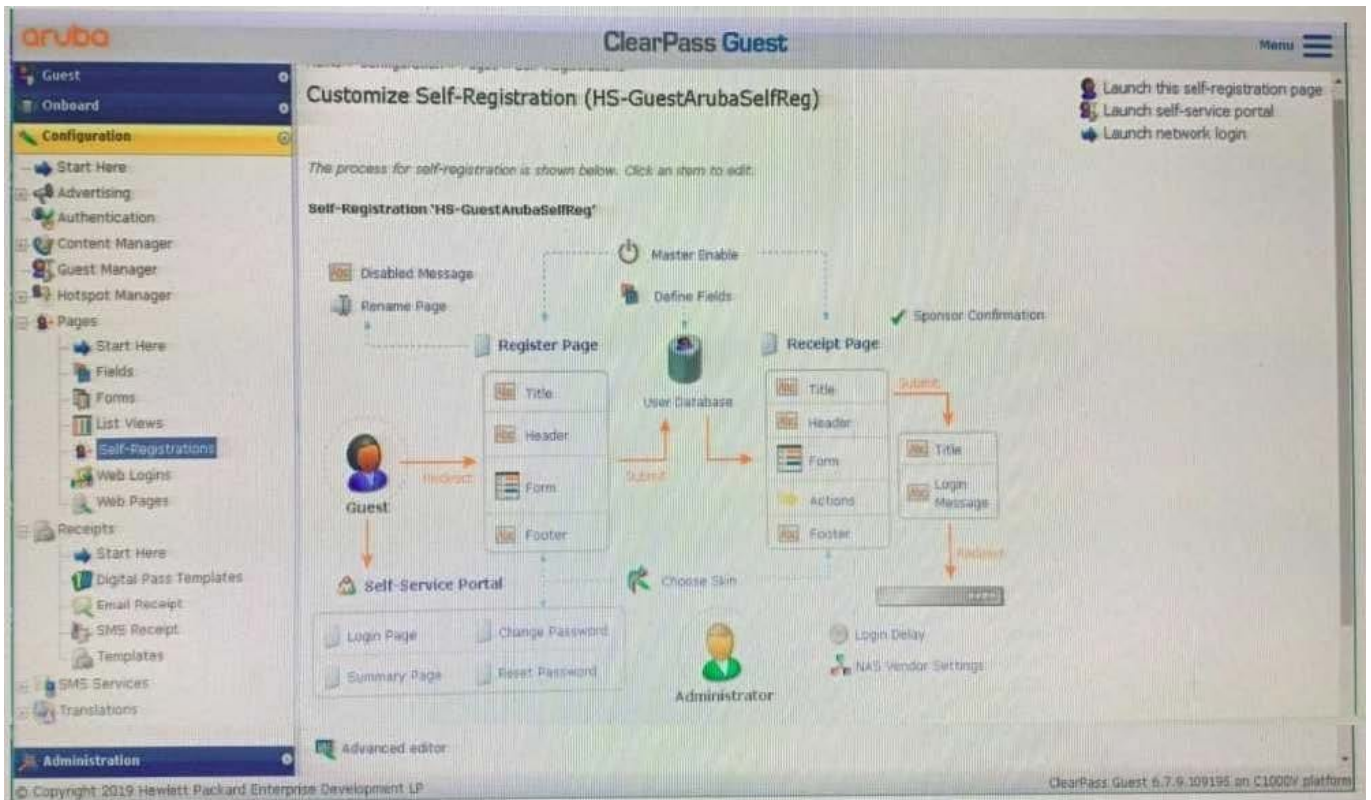 aruba
ClearPass Guest
Menu
Guest
Onboard
Configuration
Start Here
Advertising
Authentication
Content Manager
Guest Manager
Hotspot Manager
Pages
Start Here
Fields
Forms
List Views
Self-Registrations
Web Logins
Web Pages
Receipts
Start Here
Digital Pass Templates
Email Receipt
SMS Receipt
Templates
SMS Services
Translations
Administration
Customize Self-Registration (HS-GuestArubaSelfReg)
Launch this self-registration page
Launch self-service portal
Launch network login
The process for self-registration is shown below. Click an item to edit.
Self-Registration 'HS-GuestArubaSelfReg'
Master Enable
Disabled Message
Define Fields
Rename Page
Sponsor Confirmation
Register Page
Receipt Page
Title
Header
Form
Footer
User Database
Title
Header
Form
Actions
Footer
Submit
Title
Login
Message
Redirect
Submit
Redirect
Guest
Self-Service Portal
Choose Skin
Login Page
Change Password
Summary Page
Reset Password
Administrator
Login Delay
NAS Vendor Settings
Advanced editor
© Copyright 2019 Hewlett Packard Enterprise Development LP
ClearPass Guest 6.7.9.109195 on C1000V platform